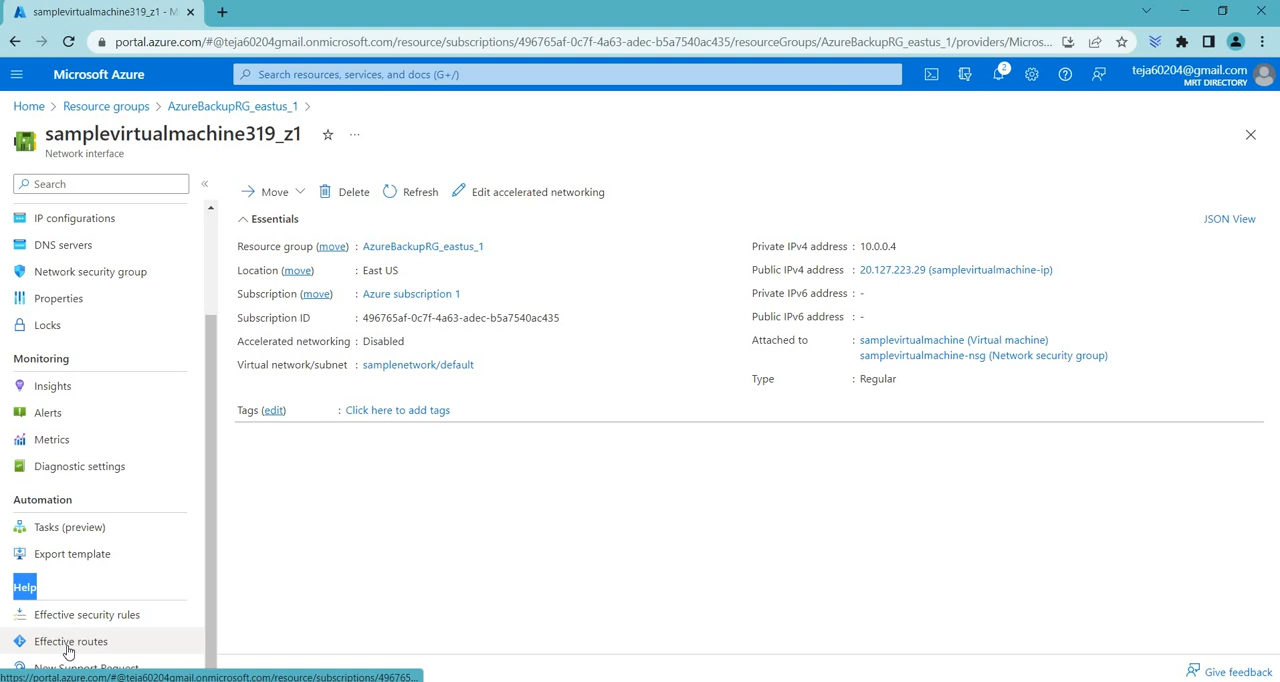 samplevirtualmachine319_z1 - M
portal.azure.com/#@teja60204gmail.onmicrosoft.com/resource/subscriptions/496765af-0c7f-4a63-adec-b5a7540ac435/resourceGroups/AzureBackupRG_eastus_1/providers/Micros...
Microsoft Azure
Search resources, services, and docs (G+/)
2
teja60204@gmail.com
MRT DIRECTORY
Home > Resource groups > AzureBackupRG_eastus_1 >
samplevirtualmachine319_z1
...
Network interface
Search
«
Move
Delete
Refresh
Edit accelerated networking
Essentials
JSON View
IP configurations
DNS servers
Network security group
Properties
Locks
Monitoring
Insights
Alerts
Metrics
Diagnostic settings
Automation
Tasks (preview)
Export template
Help
Effective security rules
Effective routes
New Support Request
https://portal.azure.com/#@teja60204gmail.onmicrosoft.com/resource/subscriptions/496765...
Resource group (move) : AzureBackupRG_eastus_1
Location (move) : East US
Subscription (move) : Azure subscription 1
Subscription ID : 496765af-0c7f-4a63-adec-b5a7540ac435
Accelerated networking : Disabled
Virtual network/subnet : samplenetwork/default
Private IPv4 address : 10.0.0.4
Public IPv4 address : 20.127.223.29 (samplevirtualmachine-ip)
Private IPv6 address : -
Public IPv6 address : -
Attached to : samplevirtualmachine (Virtual machine)
samplevirtualmachine-nsg (Network security group)
Type : Regular
Tags (edit) : Click here to add tags
Give feedback